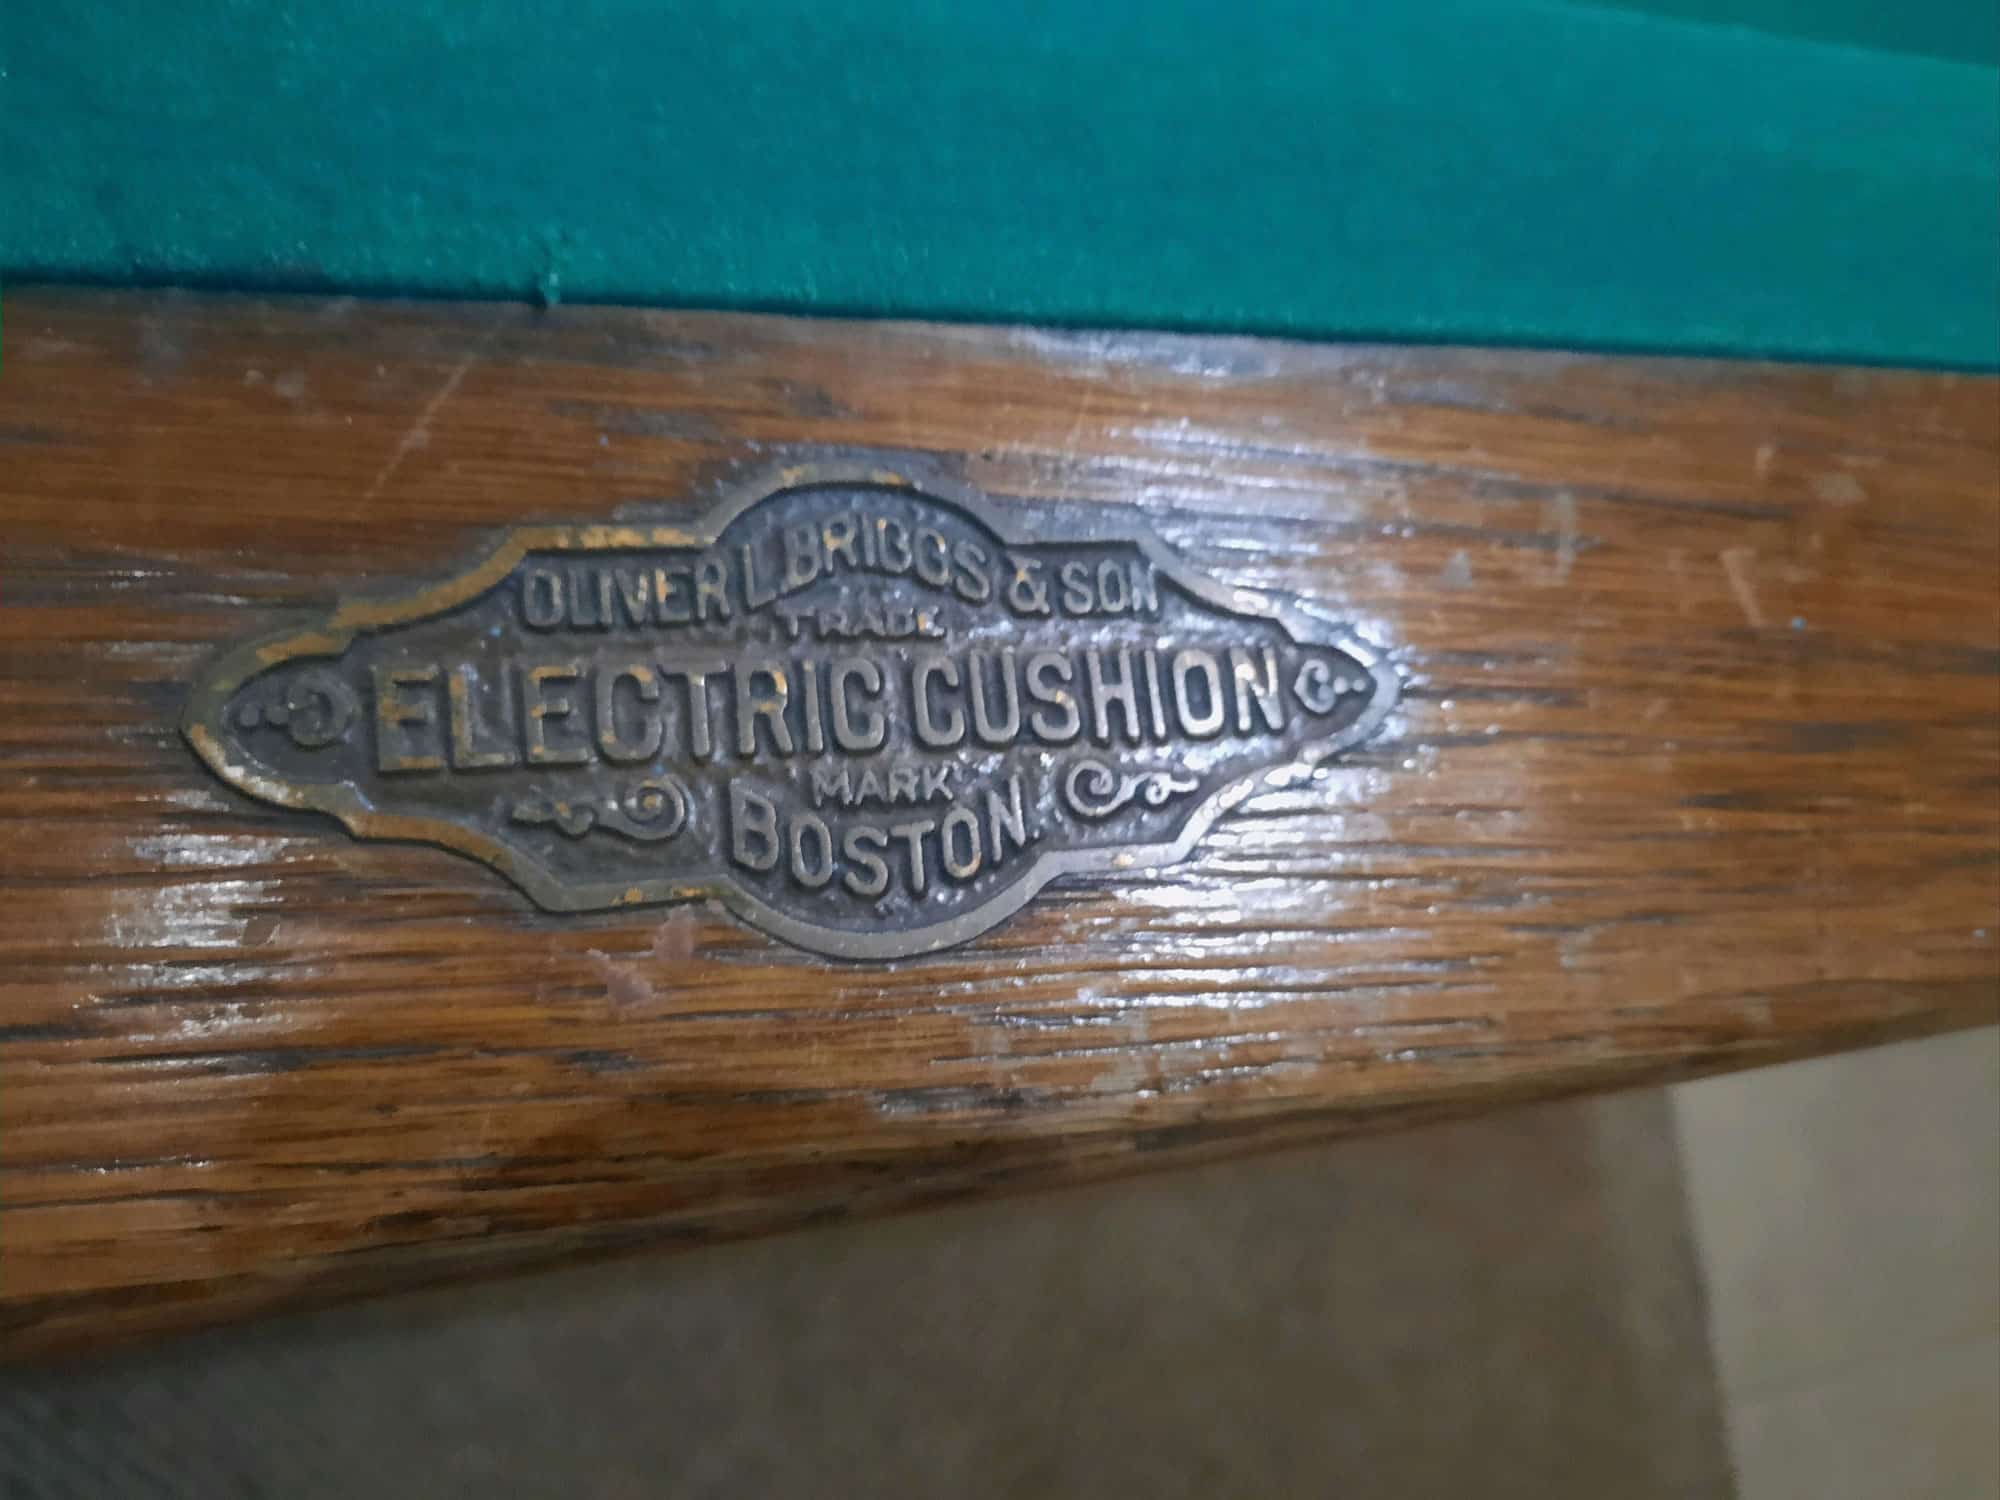 OLIVER L. BRIGGS & SON
TRADE
ELECTRIC CUSHION
MARK
BOSTON.